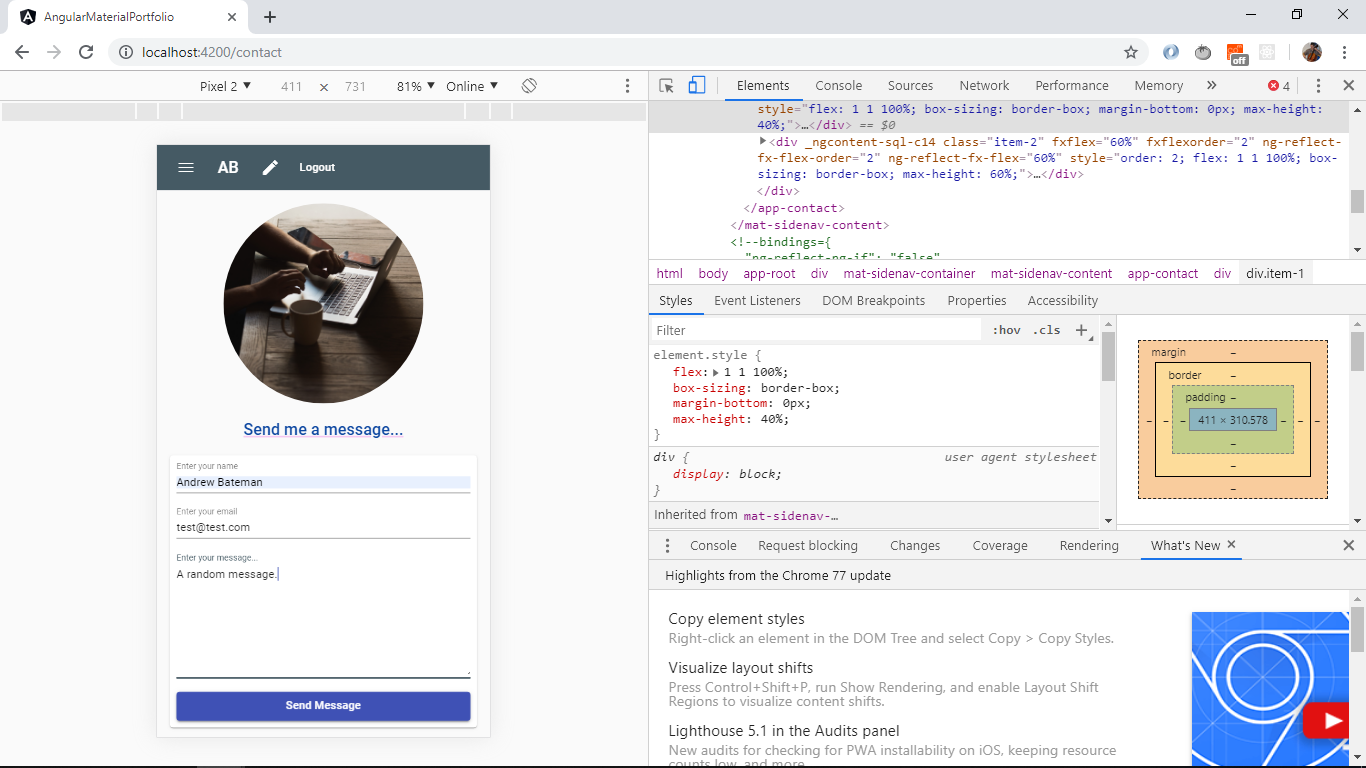 AngularMaterialPortfolio
localhost:4200/contact
off
Pixel 2 ▼ 411 × 731 81% ▼ Online ▼
AB Logout
Send me a message...
Enter your name
Andrew Bateman
Enter your email
test@test.com
Enter your message...
A random message.
Send Message
Elements Console Sources Network Performance Memory » 4
style="flex: 1 1 100%; box-sizing: border-box; margin-bottom: 0px; max-height:
40%;">…</div> == $0
<div _ngcontent-sql-c14 class="item-2" fxflex="60%" fxflexorder="2" ng-reflect-
fx-flex-order="2" ng-reflect-fx-flex="60%" style="order: 2; flex: 1 1 100%; box-
sizing: border-box; max-height: 60%;">…</div>
</div>
</app-contact>
</mat-sidenav-content>
<!--bindings={
"ng-reflect-ng-if": "false"
html body app-root div mat-sidenav-container mat-sidenav-content app-contact div div.item-1
Styles Event Listeners DOM Breakpoints Properties Accessibility
Filter :hov .cls +
element.style {
flex: 1 1 100%;
box-sizing: border-box;
margin-bottom: 0px;
max-height: 40%;
}
div { user agent stylesheet
display: block;
}
Inherited from mat-sidenav-…
margin –
border –
padding –
– – – 411 × 310.578 – – –
–
–
–
Console Request blocking Changes Coverage Rendering What's New
Highlights from the Chrome 77 update
Copy element styles
Right-click an element in the DOM Tree and select Copy > Copy Styles.
Visualize layout shifts
Press Control+Shift+P, run Show Rendering, and enable Layout Shift
Regions to visualize content shifts.
Lighthouse 5.1 in the Audits panel
New audits for checking for PWA installability on iOS, keeping resource
counts low, and more.